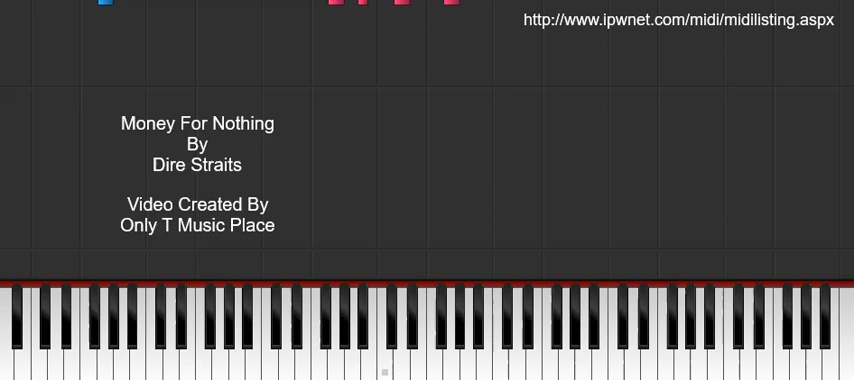 http://www.ipwnet.com/midi/midilisting.aspx
Money For Nothing
By
Dire Straits
Video Created By
Only T Music Place